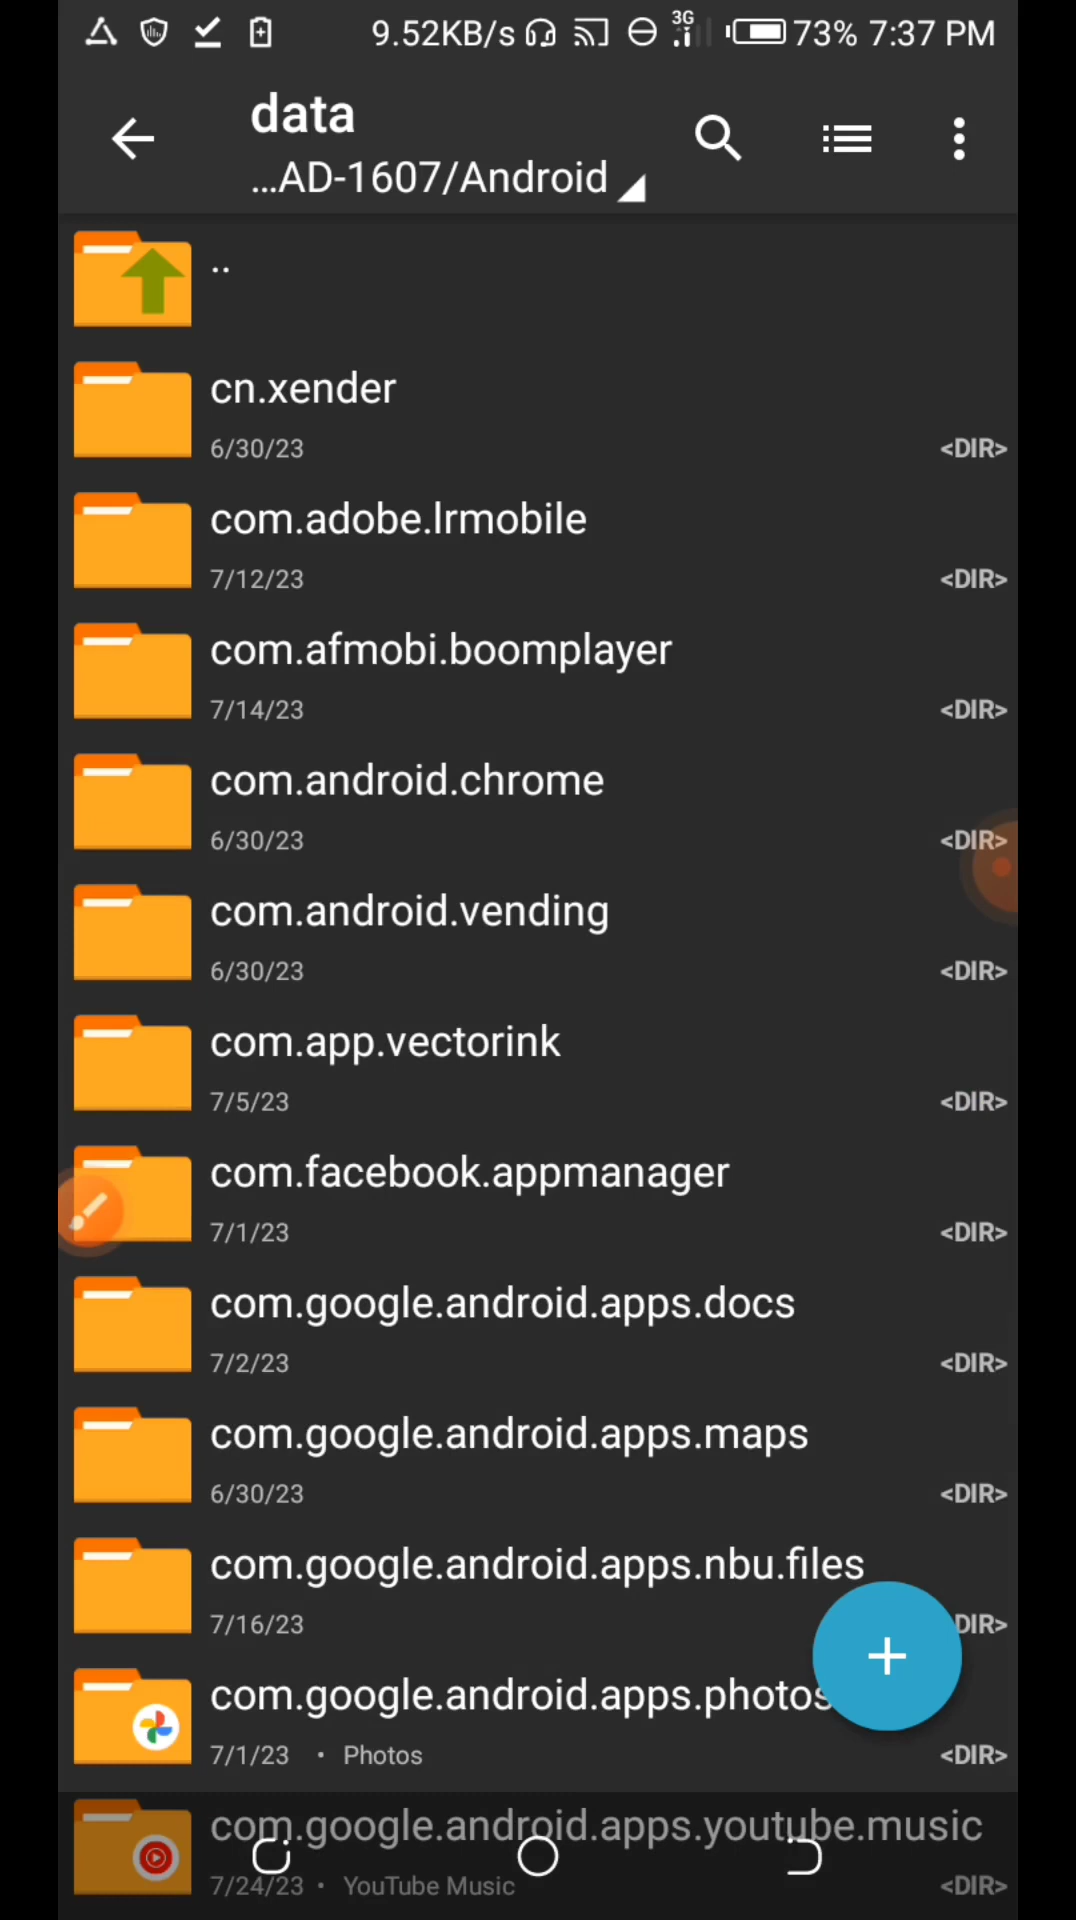 9.52KB/s 3G 73% 7:37 PM
data
...AD-1607/Android
..
cn.xender
6/30/23 <DIR>
com.adobe.lrmobile
7/12/23 <DIR>
com.afmobi.boomplayer
7/14/23 <DIR>
com.android.chrome
6/30/23 <DIR>
com.android.vending
6/30/23 <DIR>
com.app.vectorink
7/5/23 <DIR>
com.facebook.appmanager
7/1/23 <DIR>
com.google.android.apps.docs
7/2/23 <DIR>
com.google.android.apps.maps
6/30/23 <DIR>
com.google.android.apps.nbu.files
7/16/23 DIR>
com.google.android.apps.photos
7/1/23 • Photos <DIR>
com.google.android.apps.youtube.music
7/24/23 • YouTube Music <DIR>